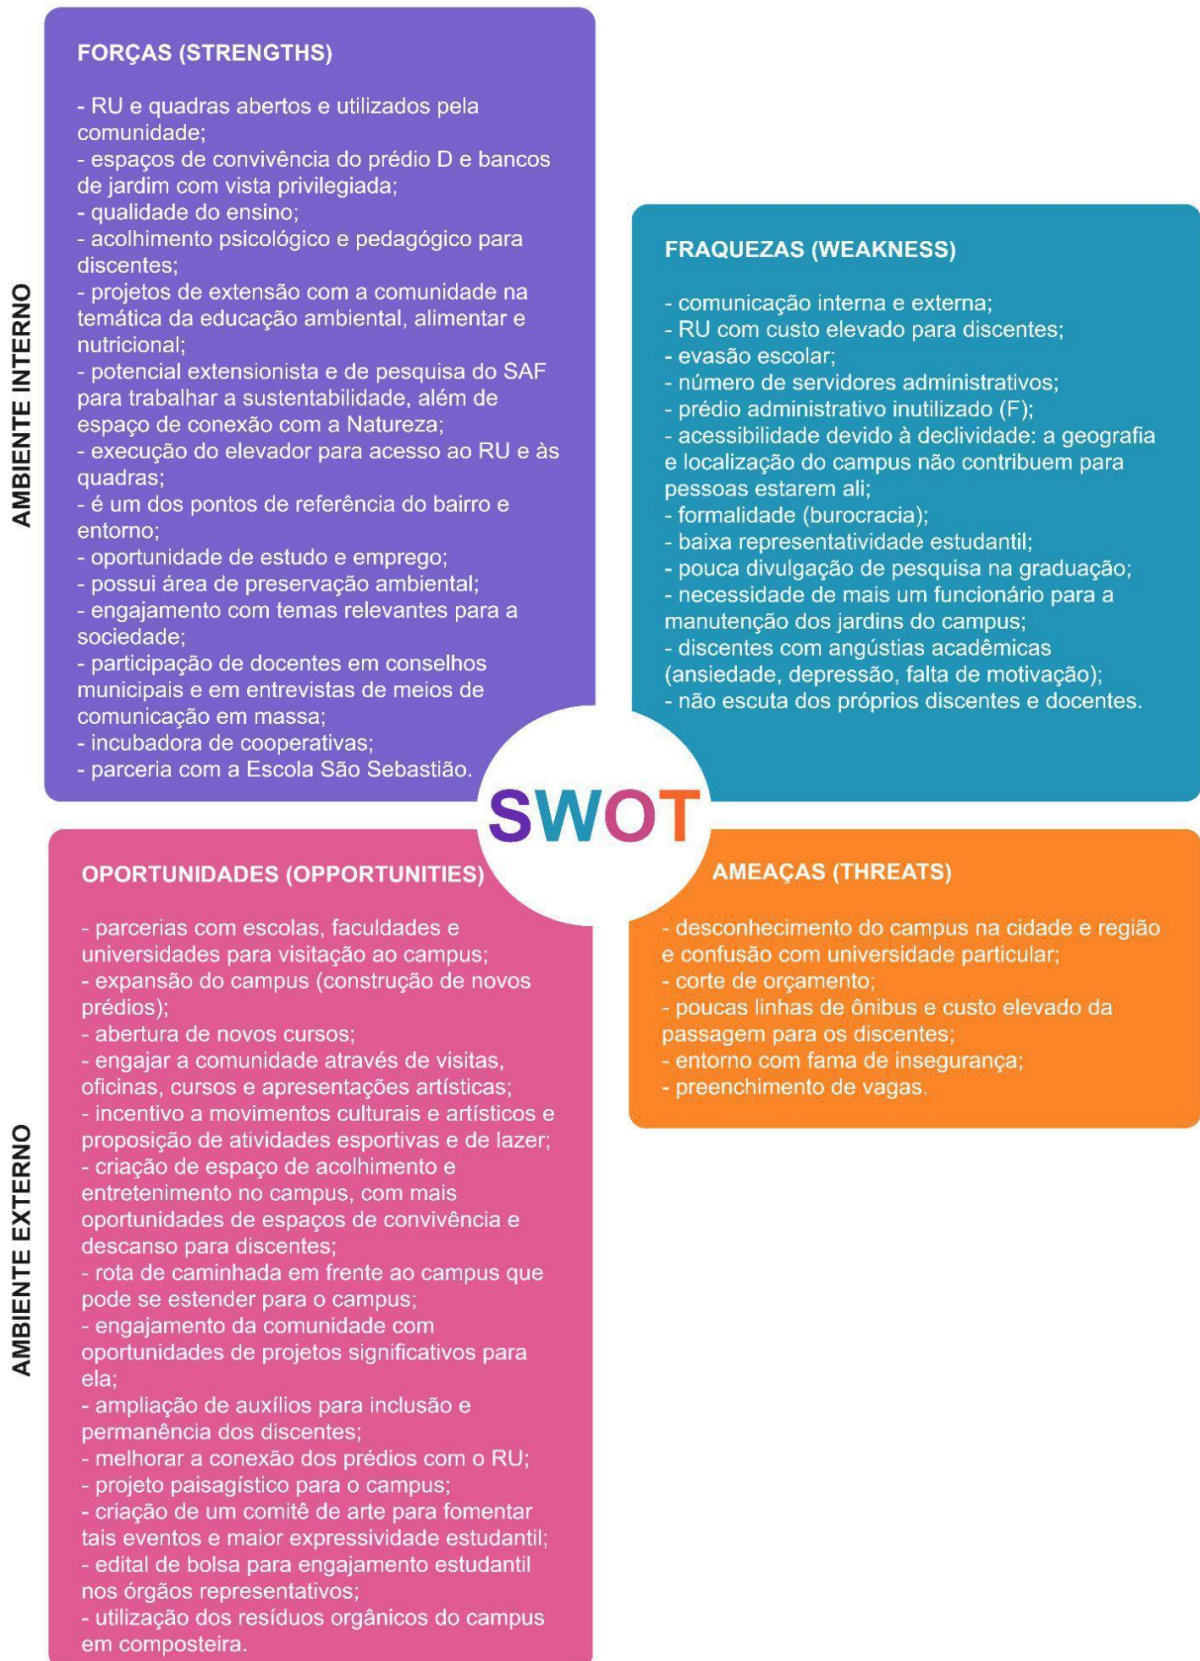 AMBIENTE INTERNO
FORÇAS (STRENGTHS)
- RU e quadras abertos e utilizados pela
comunidade;
- espaços de convivência do prédio D e bancos
de jardim com vista privilegiada;
- qualidade do ensino;
- acolhimento psicológico e pedagógico para
discentes;
- projetos de extensão com a comunidade na
temática da educação ambiental, alimentar e
nutricional;
- potencial extensionista e de pesquisa do SAF
para trabalhar a sustentabilidade, além de
espaço de conexão com a Natureza;
- execução do elevador para acesso ao RU e às
quadras;
- é um dos pontos de referência do bairro e
entorno;
- oportunidade de estudo e emprego;
- possui área de preservação ambiental;
- engajamento com temas relevantes para a
sociedade;
- participação de docentes em conselhos
municipais e em entrevistas de meios de
comunicação em massa;
- incubadora de cooperativas;
- parceria com a Escola São Sebastião.
FRAQUEZAS (WEAKNESS)
- comunicação interna e externa;
- RU com custo elevado para discentes;
- evasão escolar;
- número de servidores administrativos;
- prédio administrativo inutilizado (F);
- acessibilidade devido à declividade: a geografia
e localização do campus não contribuem para
pessoas estarem ali;
- formalidade (burocracia);
- baixa representatividade estudantil;
- pouca divulgação de pesquisa na graduação;
- necessidade de mais um funcionário para a
manutenção dos jardins do campus;
- discentes com angústias acadêmicas
(ansiedade, depressão, falta de motivação);
- não escuta dos próprios discentes e docentes.
SWOT
AMBIENTE EXTERNO
OPORTUNIDADES (OPPORTUNITIES)
- parcerias com escolas, faculdades e
universidades para visitação ao campus;
- expansão do campus (construção de novos
prédios);
- abertura de novos cursos;
- engajar a comunidade através de visitas,
oficinas, cursos e apresentações artísticas;
- incentivo a movimentos culturais e artísticos e
proposição de atividades esportivas e de lazer;
- criação de espaço de acolhimento e
entretenimento no campus, com mais
oportunidades de espaços de convivência e
descanso para discentes;
- rota de caminhada em frente ao campus que
pode se estender para o campus;
- engajamento da comunidade com
oportunidades de projetos significativos para
ela;
- ampliação de auxílios para inclusão e
permanência dos discentes;
- melhorar a conexão dos prédios com o RU;
- projeto paisagístico para o campus;
- criação de um comitê de arte para fomentar
tais eventos e maior expressividade estudantil;
- edital de bolsa para engajamento estudantil
nos órgãos representativos;
- utilização dos resíduos orgânicos do campus
em composteira.
AMEAÇAS (THREATS)
- desconhecimento do campus na cidade e região
e confusão com universidade particular;
- corte de orçamento;
- poucas linhas de ônibus e custo elevado da
passagem para os discentes;
- entorno com fama de insegurança;
- preenchimento de vagas.